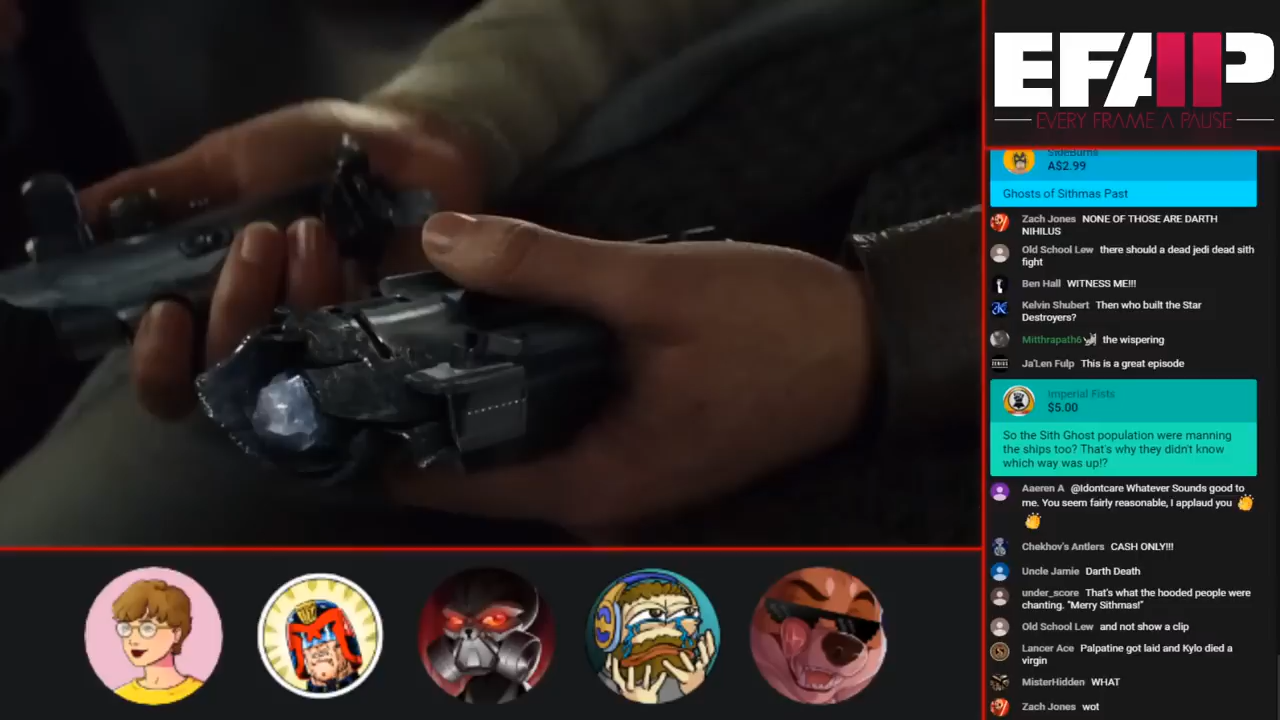 EFAP
EVERY FRAME A PAUSE
SideBurns
A$2.99
Ghosts of Sithmas Past
Zach Jones NONE OF THOSE ARE DARTH
NIHILUS
Old School Lew there should a dead jedi dead sith
fight
Ben Hall WITNESS ME!!!
Kelvin Shubert Then who built the Star
Destroyers?
Mitthrapath6 the wispering
Ja'Len Fulp This is a great episode
Imperial Fists
$5.00
So the Sith Ghost population were manning
the ships too? That's why they didn't know
which way was up!?
Aaeren A @Idontcare Whatever Sounds good to
me. You seem fairly reasonable, I applaud you 👏
👏
Chekhov's Antlers CASH ONLY!!!
Uncle Jamie Darth Death
under_score That's what the hooded people were
chanting. "Merry Sithmas!"
Old School Lew and not show a clip
Lancer Ace Palpatine got laid and Kylo died a
virgin
MisterHidden WHAT
Zach Jones wot